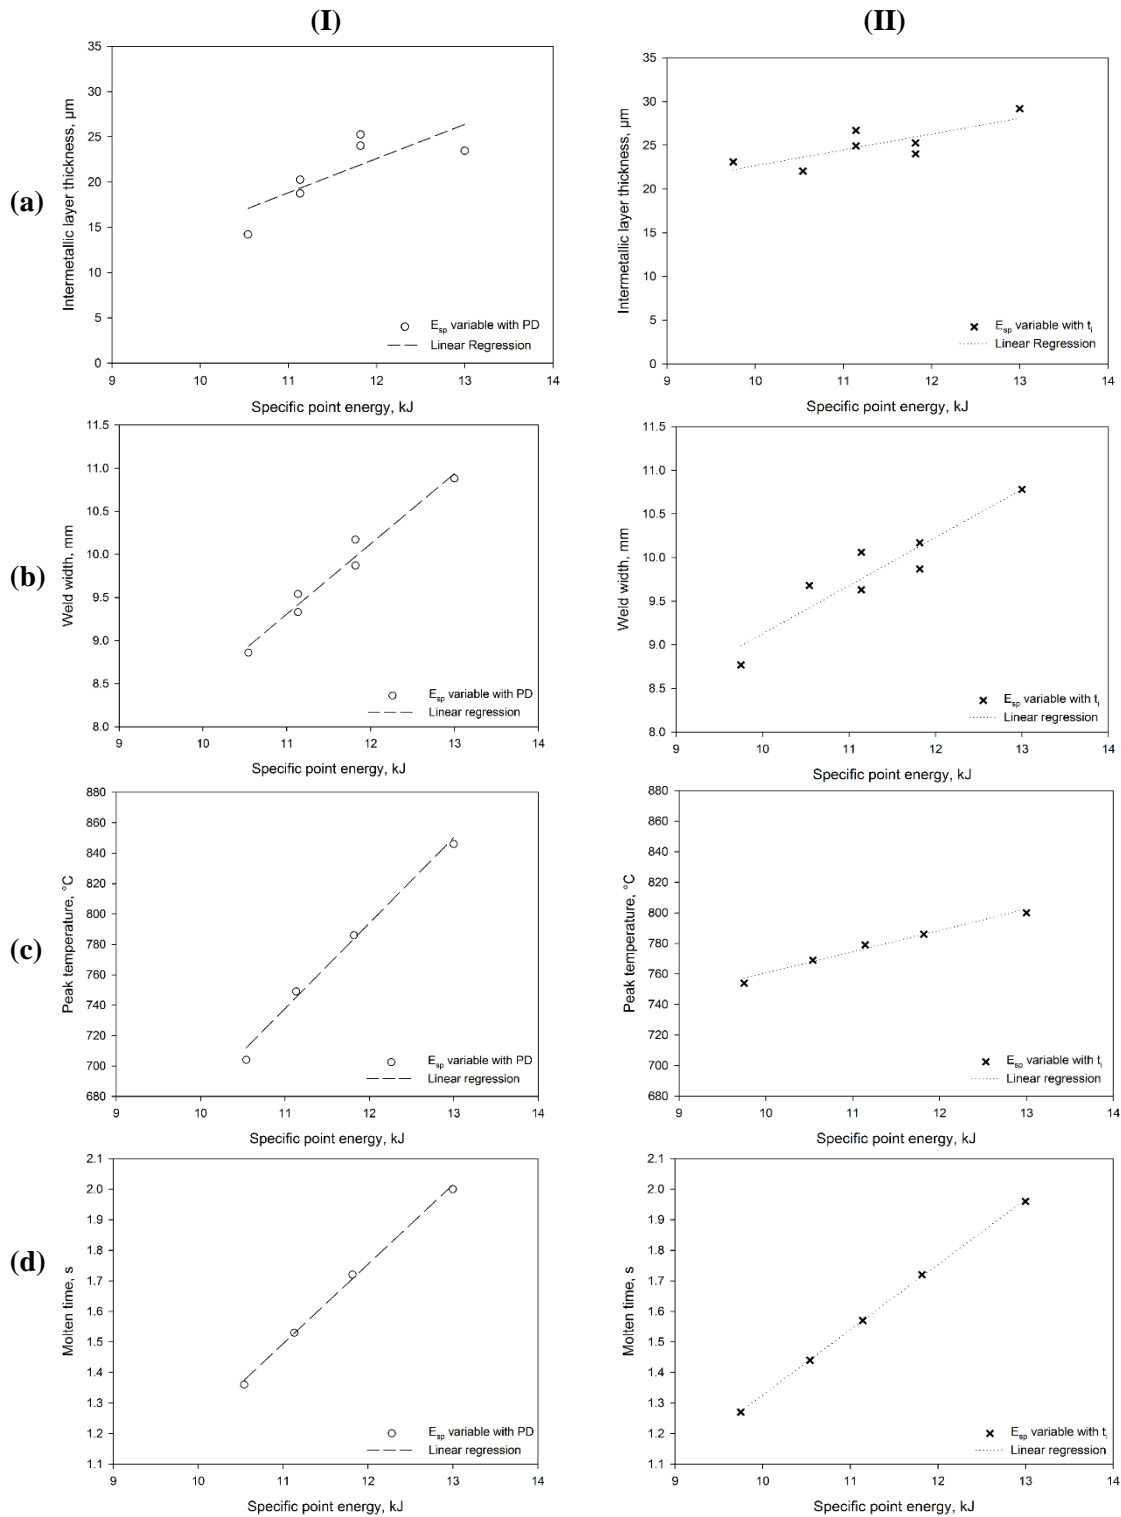 (I)
(II)
(a)
Intermetallic layer thickness, µm
35
30
25
20
15
10
5
0
E_sp variable with PD
Linear Regression
9 10 11 12 13 14
Specific point energy, kJ
Intermetallic layer thickness, µm
35
30
25
20
15
10
5
0
E_sp variable with t_i
Linear Regression
9 10 11 12 13 14
Specific point energy, kJ
(b)
Weld width, mm
11.5
11.0
10.5
10.0
9.5
9.0
8.5
8.0
E_sp variable with PD
Linear regression
9 10 11 12 13 14
Specific point energy, kJ
Weld width, mm
11.5
11.0
10.5
10.0
9.5
9.0
8.5
8.0
E_sp variable with t_i
Linear regression
9 10 11 12 13 14
Specific point energy, kJ
(c)
Peak temperature, °C
880
860
840
820
800
780
760
740
720
700
680
E_sp variable with PD
Linear regression
9 10 11 12 13 14
Specific point energy, kJ
Peak temperature, °C
880
860
840
820
800
780
760
740
720
700
680
E_sp variable with t_i
Linear regression
9 10 11 12 13 14
Specific point energy, kJ
(d)
Molten time, s
2.1
2.0
1.9
1.8
1.7
1.6
1.5
1.4
1.3
1.2
1.1
E_sp variable with PD
Linear regression
9 10 11 12 13 14
Specific point energy, kJ
Molten time, s
2.1
2.0
1.9
1.8
1.7
1.6
1.5
1.4
1.3
1.2
1.1
E_sp variable with t_i
Linear regression
9 10 11 12 13 14
Specific point energy, kJ